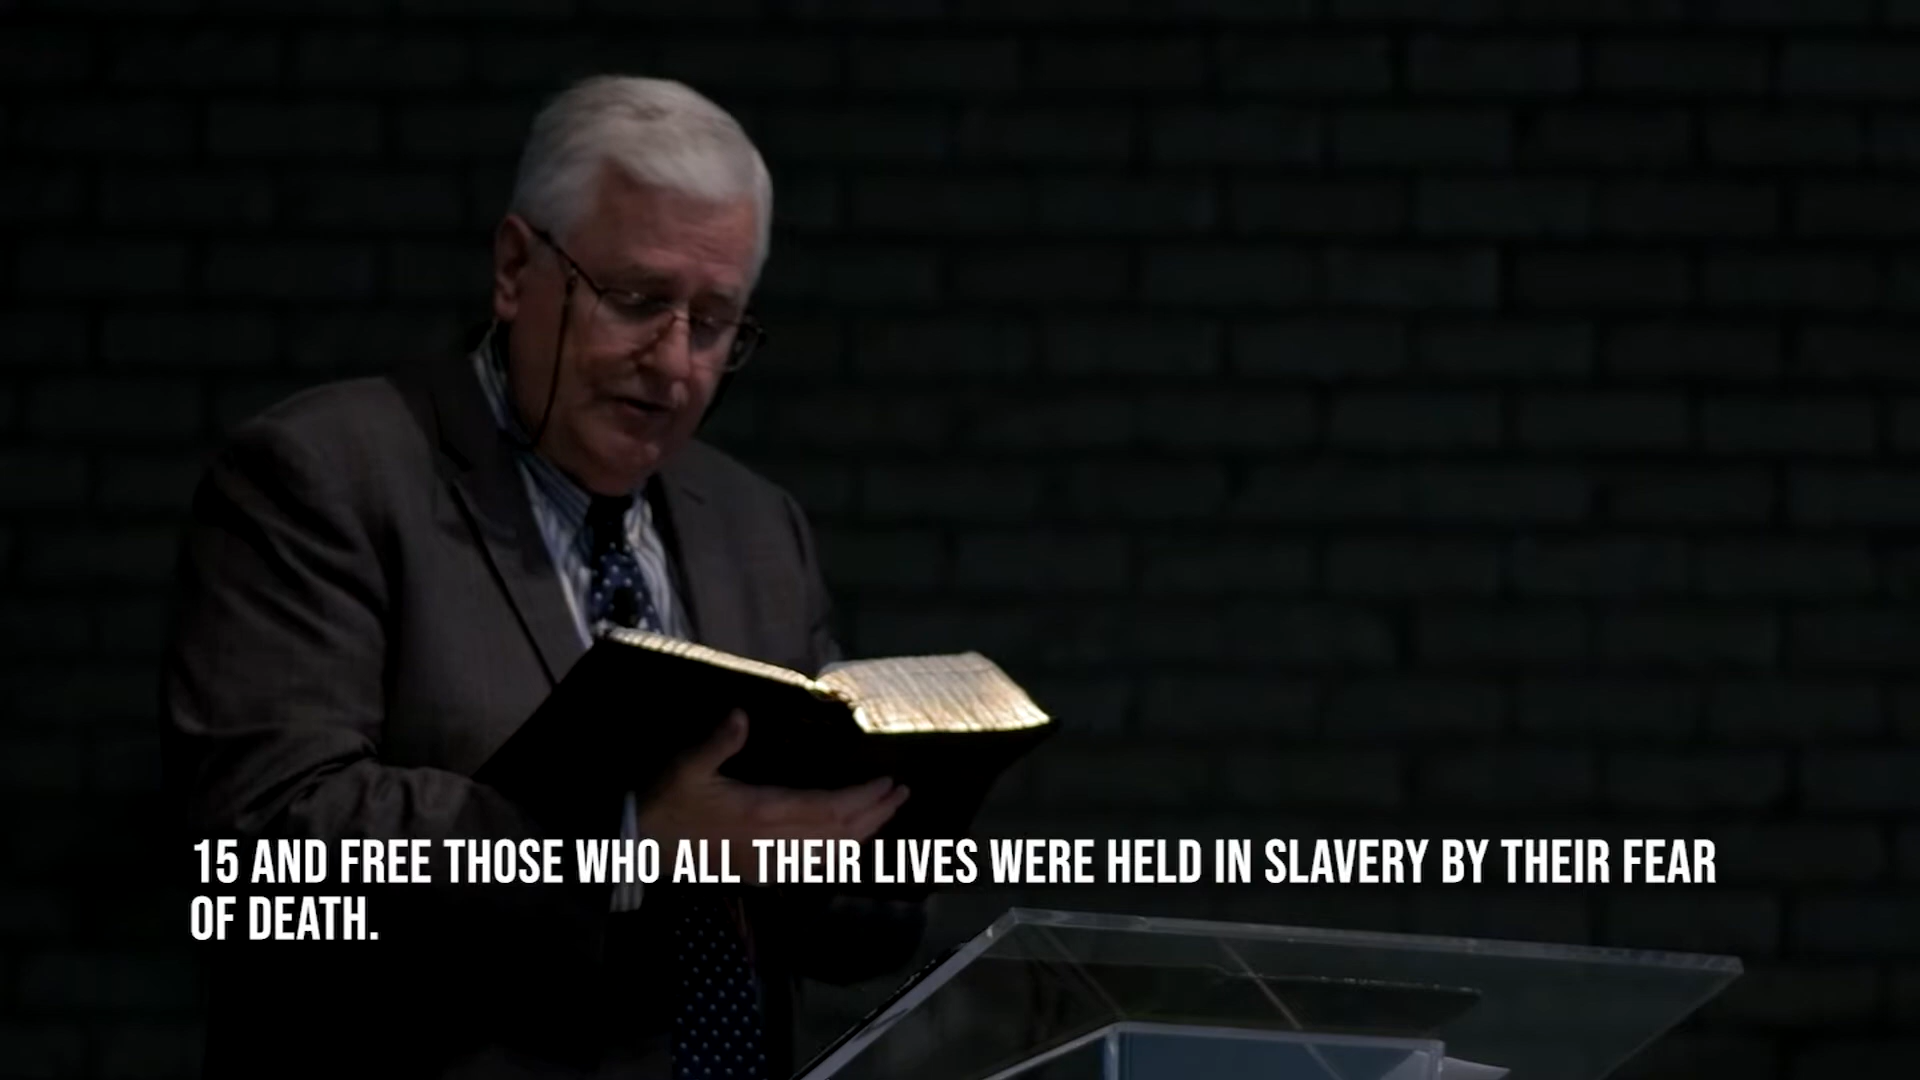 15 AND FREE THOSE WHO ALL THEIR LIVES WERE HELD IN SLAVERY BY THEIR FEAR
OF DEATH.